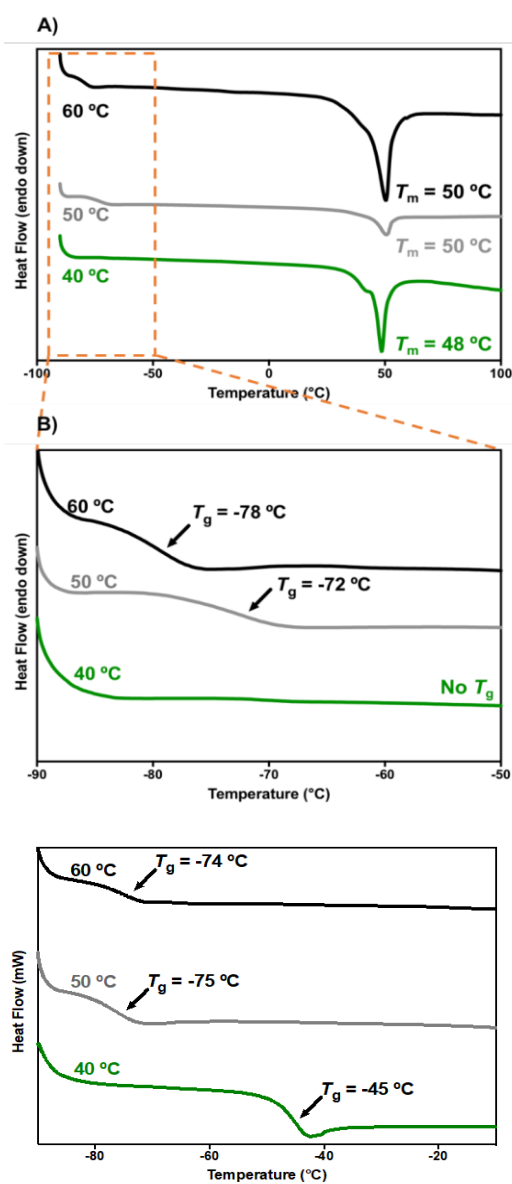 A)
Heat Flow (endo down)
60 ºC
Tm = 50 ºC
50 ºC
Tm = 50 ºC
40 ºC
Tm = 48 ºC
-100 -50 0 50 100
Temperature (°C)
B)
Heat Flow (endo down)
60 ºC
Tg = -78 ºC
50 ºC
Tg = -72 ºC
40 ºC
No Tg
-90 -80 -70 -60 -50
Temperature (°C)
Heat Flow (mW)
60 ºC
Tg = -74 ºC
50 ºC
Tg = -75 ºC
40 ºC
Tg = -45 ºC
-80 -60 -40 -20
Temperature (°C)